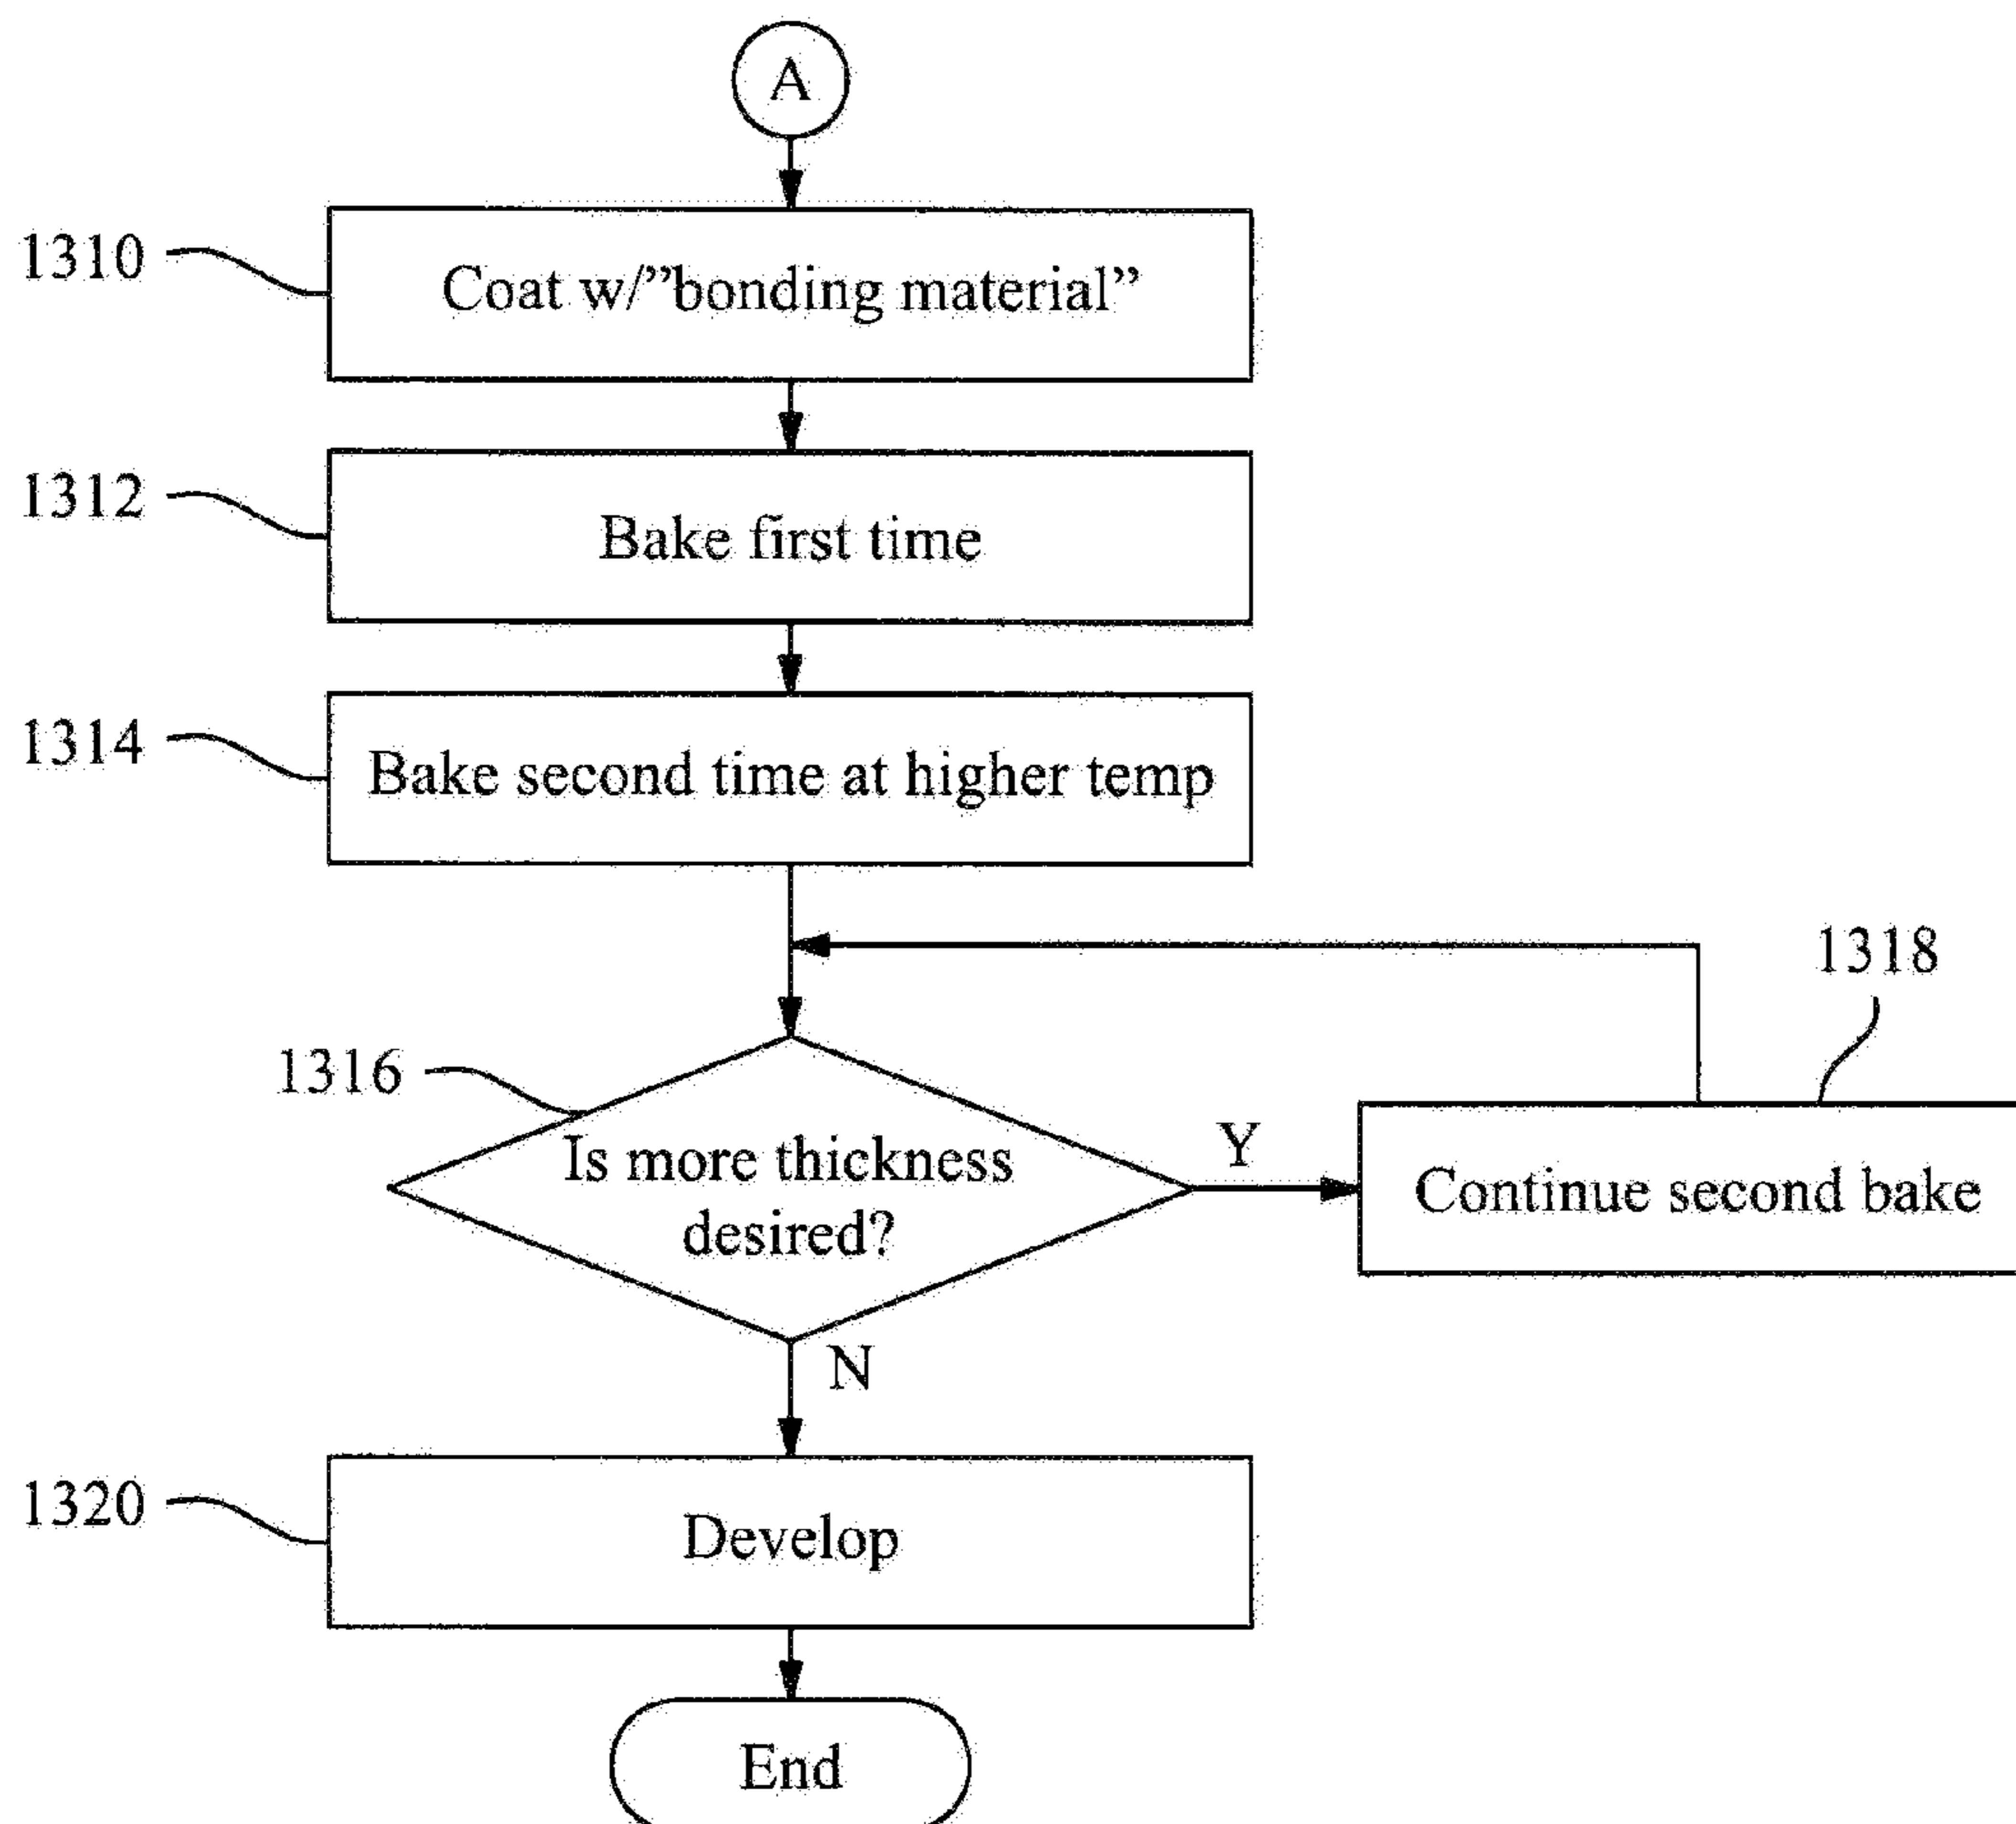 A
1310
Coat w/”bonding material”
1312
Bake first time
1314
Bake second time at higher temp
1318
1316
Is more thickness
desired?
Y
Continue second bake
N
1320
Develop
End